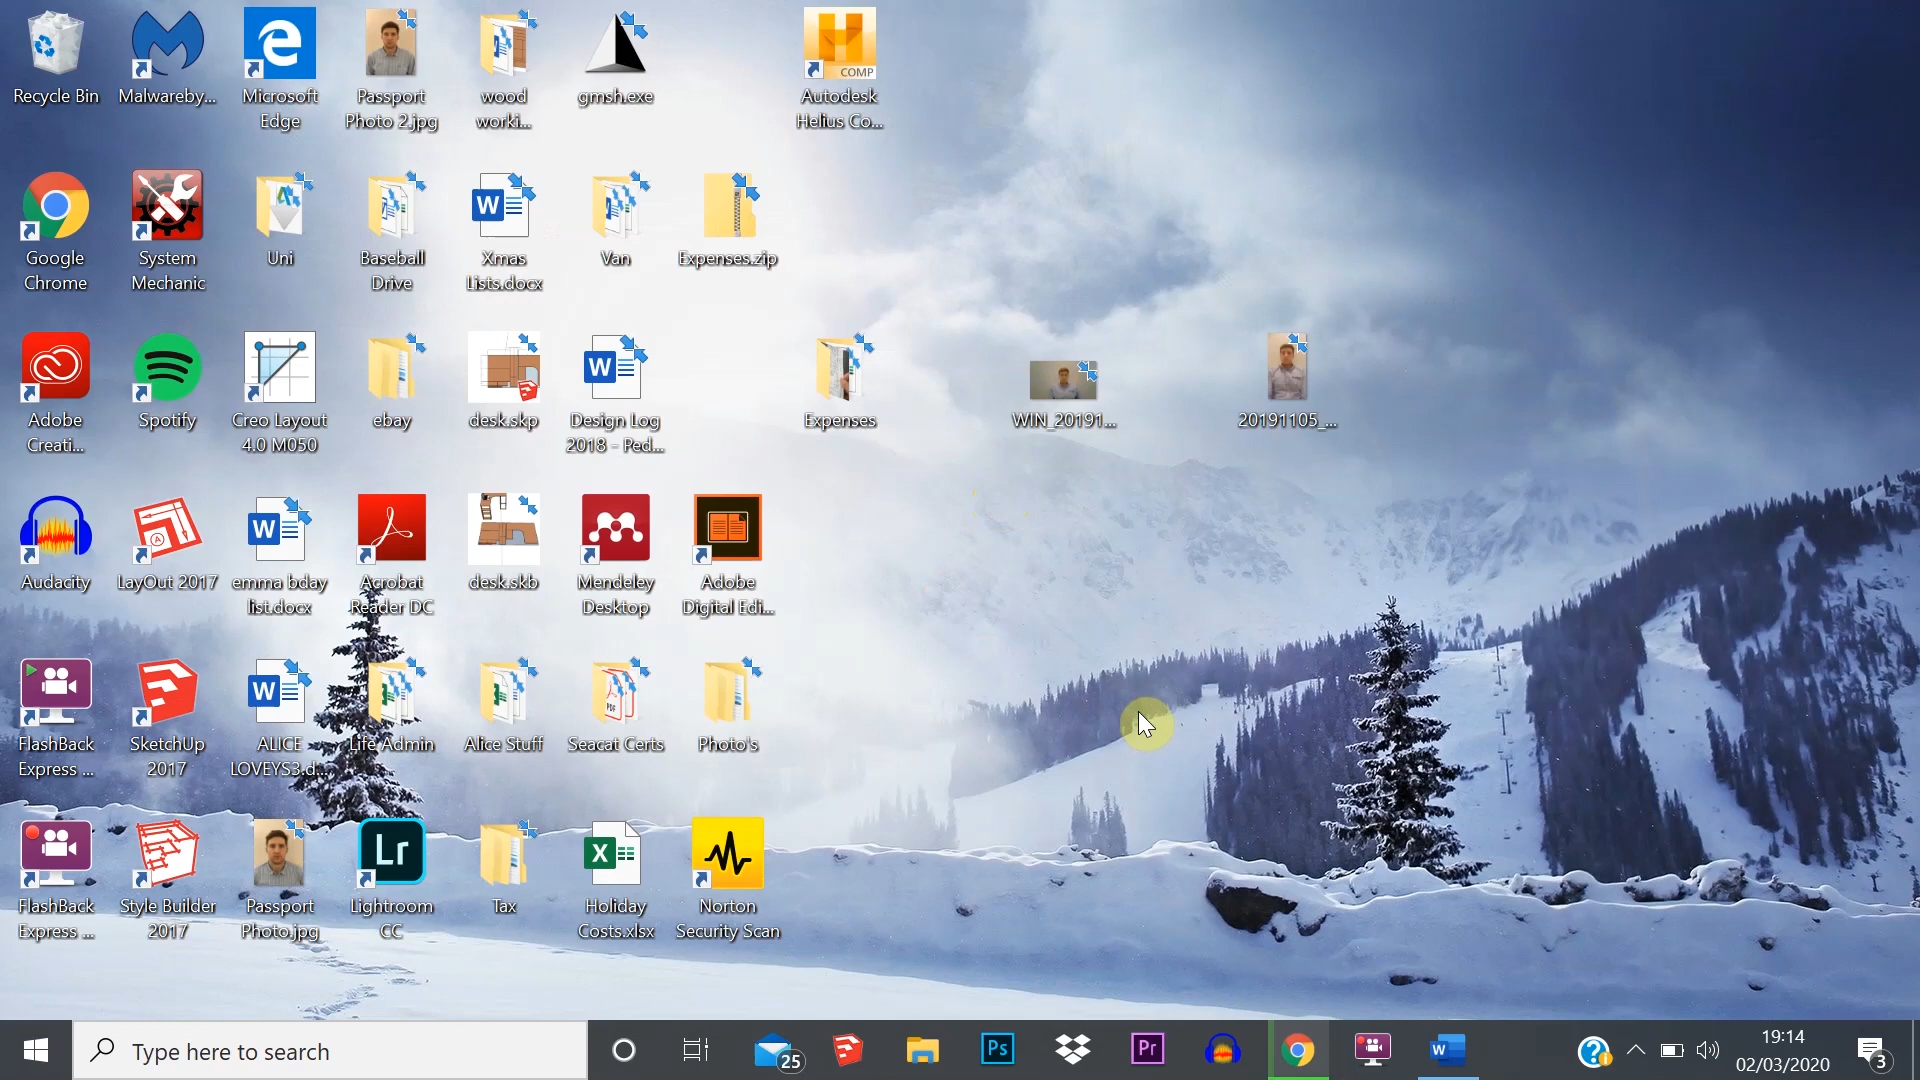 Recycle Bin
Malwareby...
Microsoft
Edge
Passport
Photo 2.jpg
wood
worki...
gmsh.exe
COMP
Autodesk
Helius Co...
Google
Chrome
System
Mechanic
Uni
Baseball
Drive
W
Xmas
Lists.docx
Van
Expenses.zip
Adobe
Creati...
Spotify
Creo Layout
4.0 M050
ebay
desk.skp
W
Design Log
2018 - Ped...
Expenses
WIN_20191...
20191105_...
Audacity
LayOut 2017
W
emma bday
list.docx
Acrobat
Reader DC
desk.skb
Mendeley
Desktop
Adobe
Digital Edi...
FlashBack
Express ...
SketchUp
2017
W
ALICE
LOVEYS3.d...
Life Admin
Alice Stuff
PDF
Seacat Certs
Photo's
FlashBack
Express ...
Style Builder
2017
Passport
Photo.jpg
Lr
Lightroom
CC
Tax
X
Holiday
Costs.xlsx
Norton
Security Scan
Type here to search
25
Ps
Pr
W
19:14
02/03/2020
3